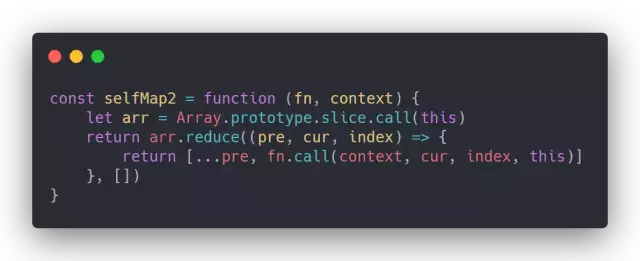 const selfMap2 = function (fn, context) {
    let arr = Array.prototype.slice.call(this)
    return arr.reduce((pre, cur, index) => {
        return [...pre, fn.call(context, cur, index, this)]
    }, [])
}